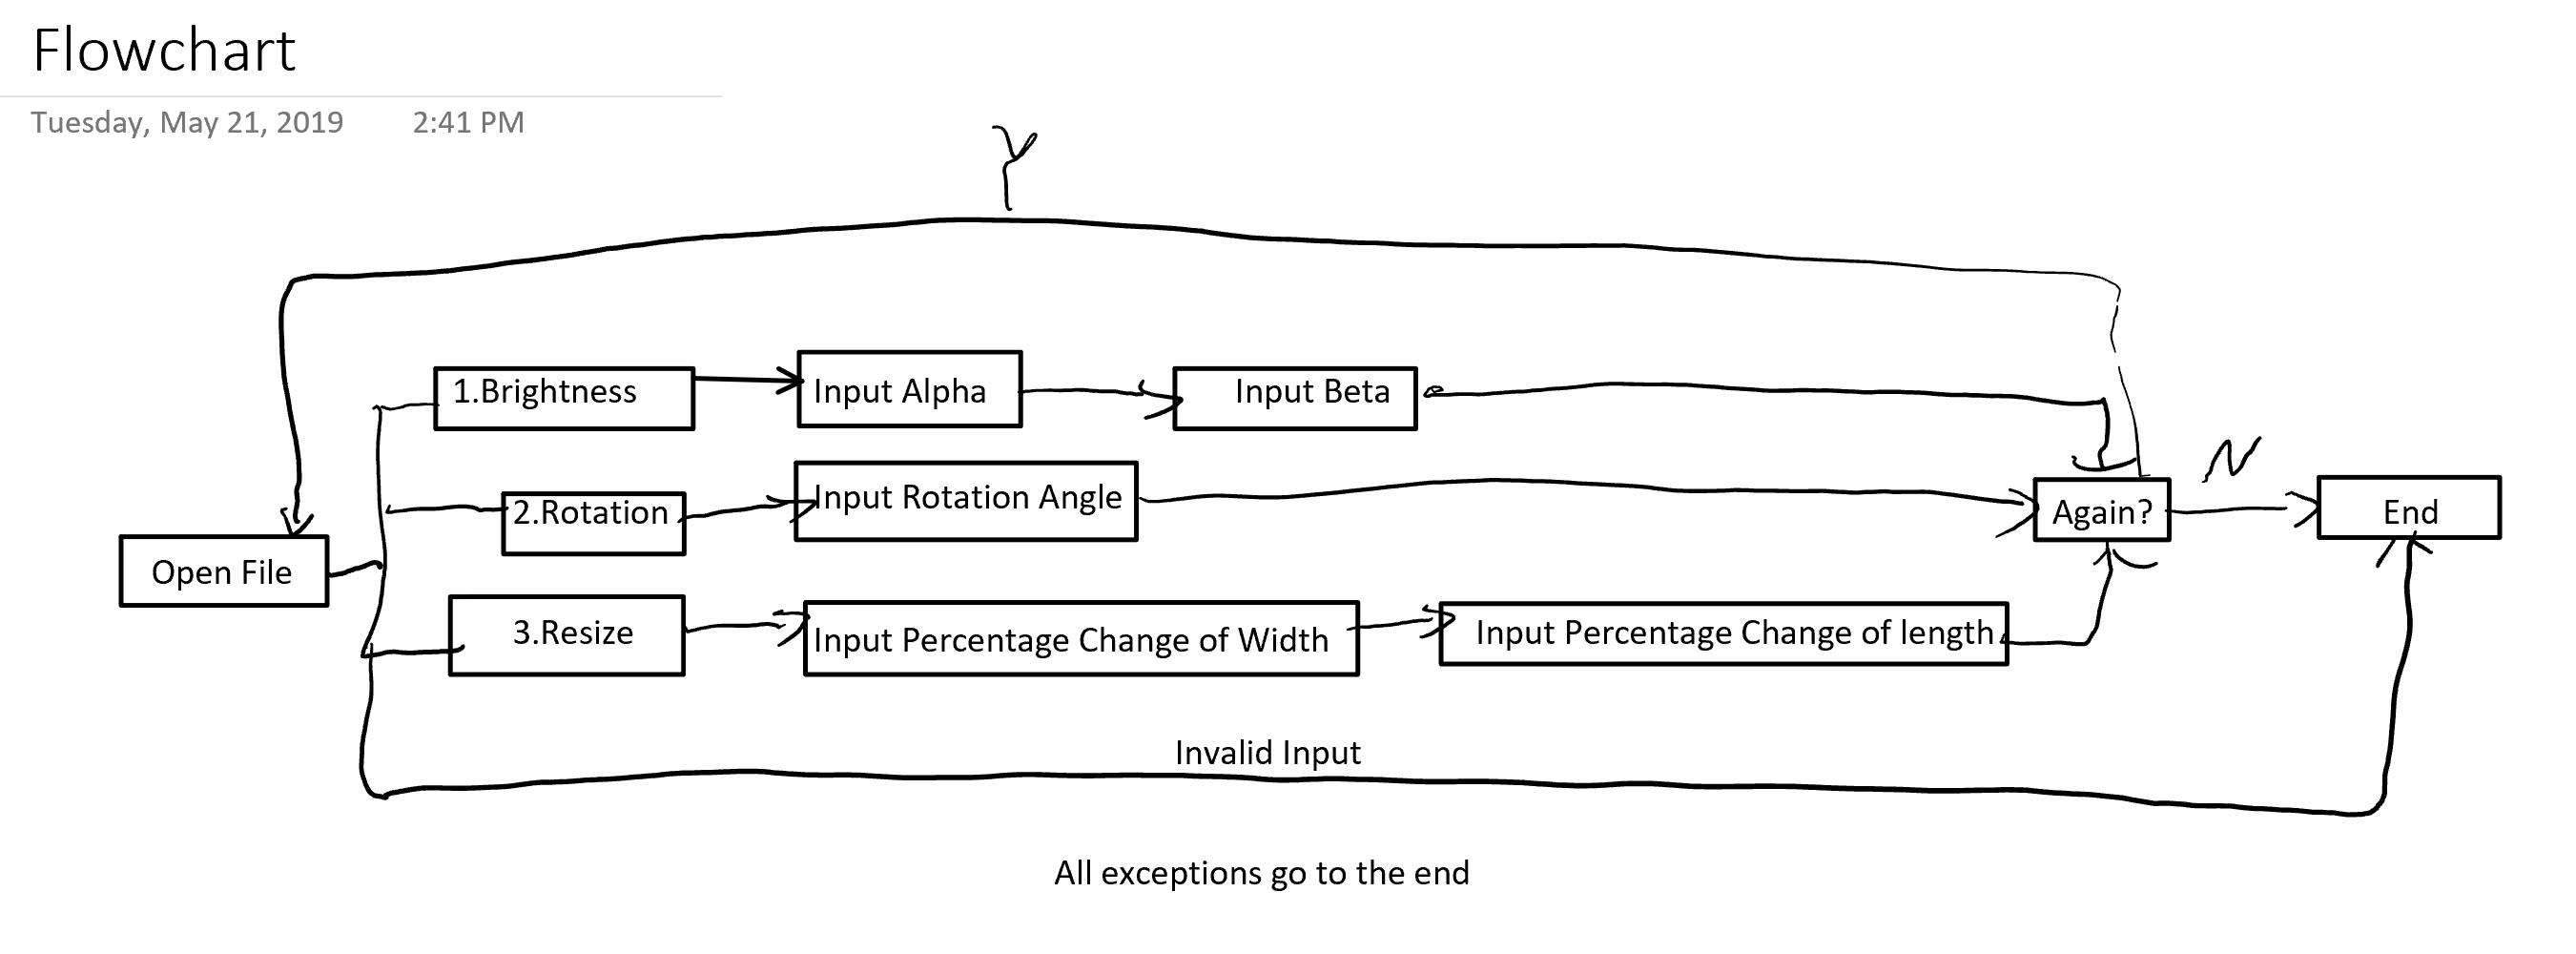 Flowchart
Tuesday, May 21, 2019 2:41 PM
Y
1.Brightness
Input Alpha
Input Beta
N
2.Rotation
Input Rotation Angle
Again?
End
Open File
3.Resize
Input Percentage Change of Width
Input Percentage Change of length
Invalid Input
All exceptions go to the end